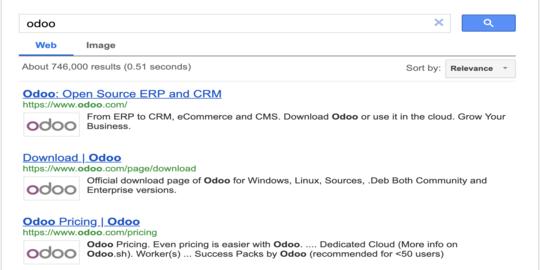 odoo
Web Image
About 746,000 results (0.51 seconds)
Sort by: Relevance
Odoo: Open Source ERP and CRM
https://www.odoo.com/
odoo
From ERP to CRM, eCommerce and CMS. Download Odoo or use it in the cloud. Grow Your
Business.
Download | Odoo
https://www.odoo.com/page/download
odoo
Official download page of Odoo for Windows, Linux, Sources, .Deb Both Community and
Enterprise versions.
Odoo Pricing | Odoo
https://www.odoo.com/pricing
odoo
Odoo Pricing. Even pricing is easier with Odoo. .... Dedicated Cloud (More info on
Odoo.sh). Worker(s) ... Success Packs by Odoo (recommended for <50 users)